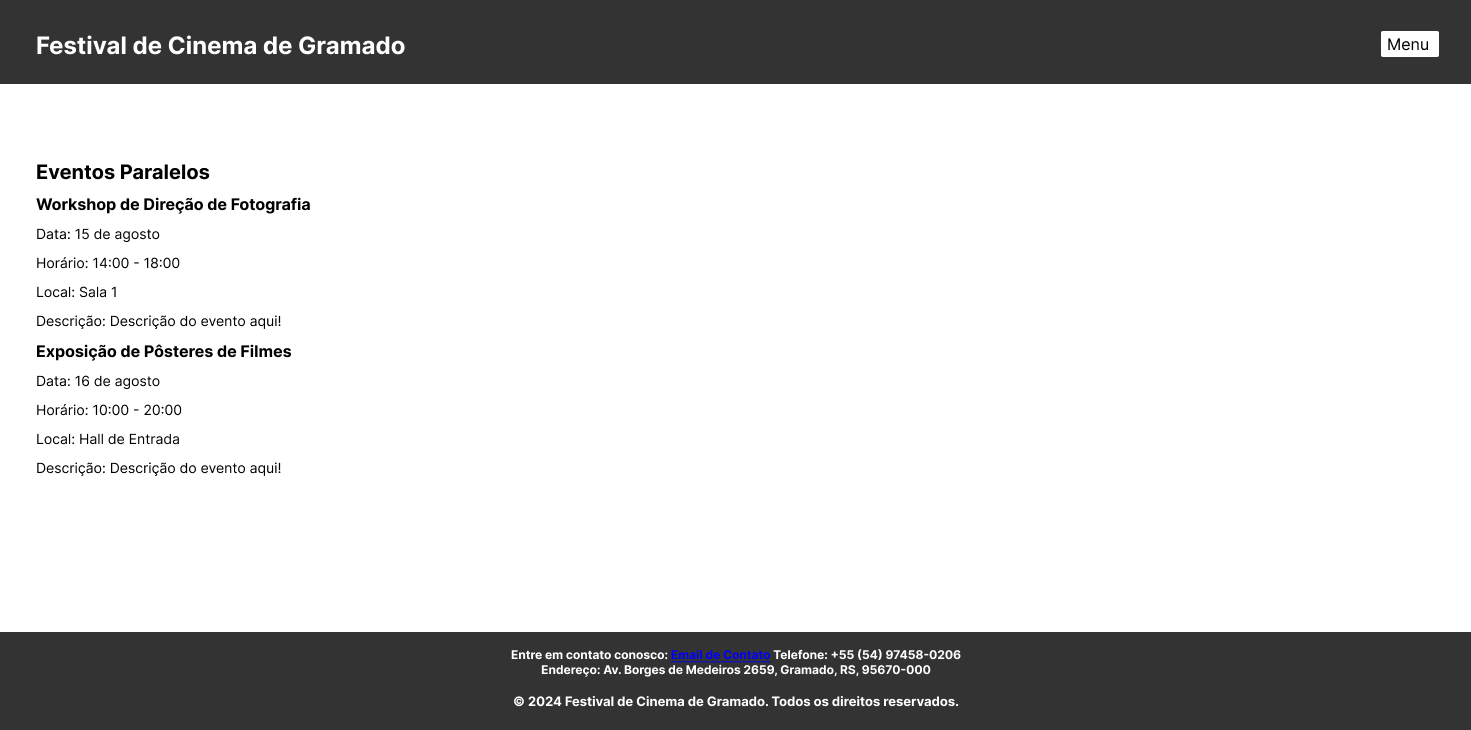 Festival de Cinema de Gramado
Menu
Eventos Paralelos
Workshop de Direção de Fotografia
Data: 15 de agosto
Horário: 14:00 - 18:00
Local: Sala 1
Descrição: Descrição do evento aqui!
Exposição de Pôsteres de Filmes
Data: 16 de agosto
Horário: 10:00 - 20:00
Local: Hall de Entrada
Descrição: Descrição do evento aqui!
Entre em contato conosco: Email de Contato Telefone: +55 (54) 97458-0206
Endereço: Av. Borges de Medeiros 2659, Gramado, RS, 95670-000
© 2024 Festival de Cinema de Gramado. Todos os direitos reservados.